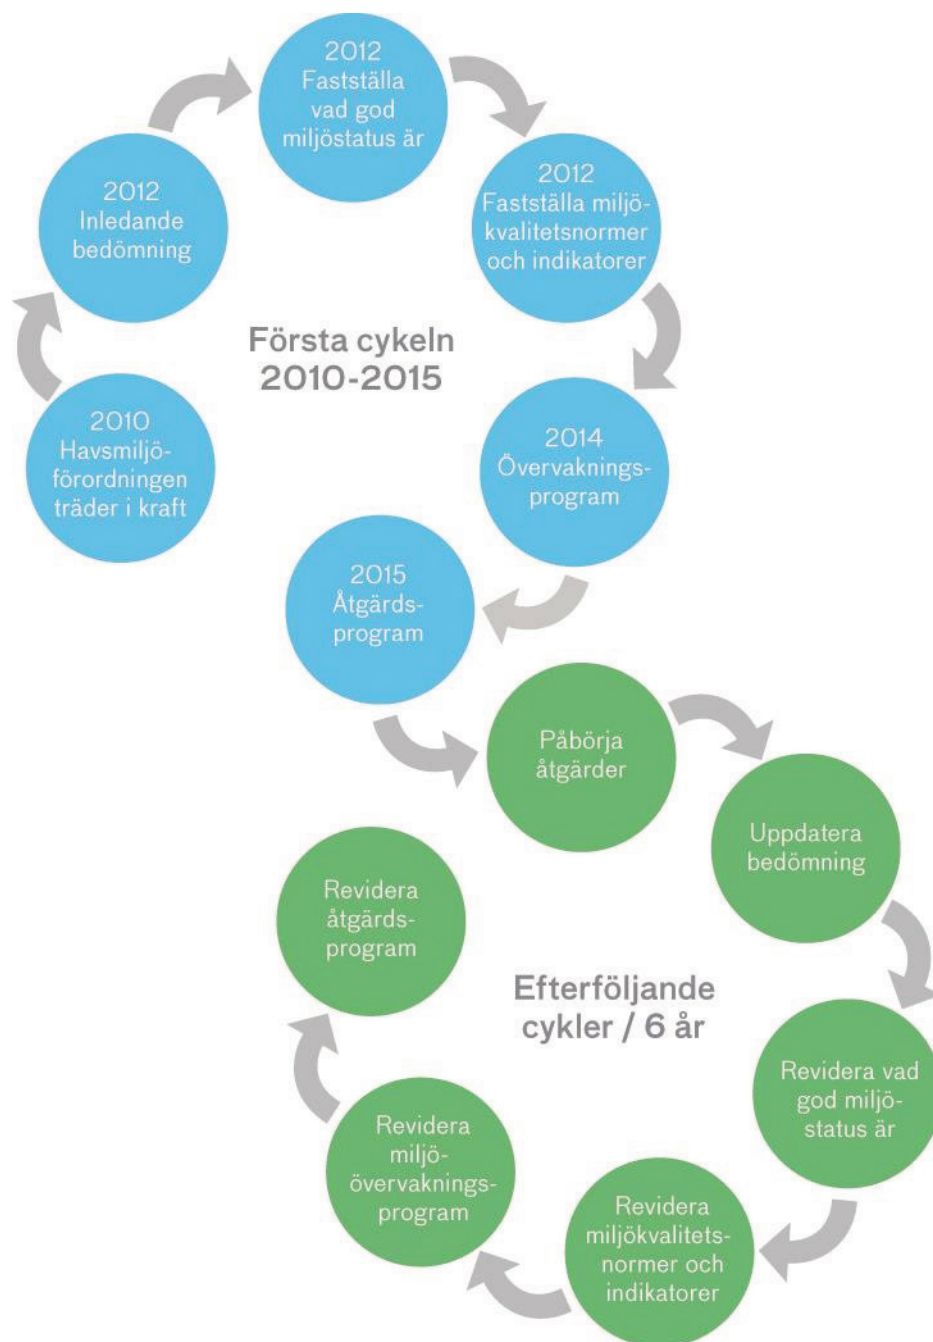 2010
Havsmiljö-
förordningen
träder i kraft
2012
Inledande
bedömning
2012
Fastställa
vad god
miljöstatus är
2012
Fastställa miljö-
kvalitetsnormer
och indikatorer
Första cykeln
2010-2015
2014
Övervaknings-
program
2015
Åtgärds-
program
Påbörja
åtgärder
Uppdatera
bedömning
Revidera vad
god miljö-
status är
Revidera
miljökvalitets-
normer och
indikatorer
Revidera
miljö-
övervaknings-
program
Revidera
åtgärds-
program
Efterföljande
cykler / 6 år